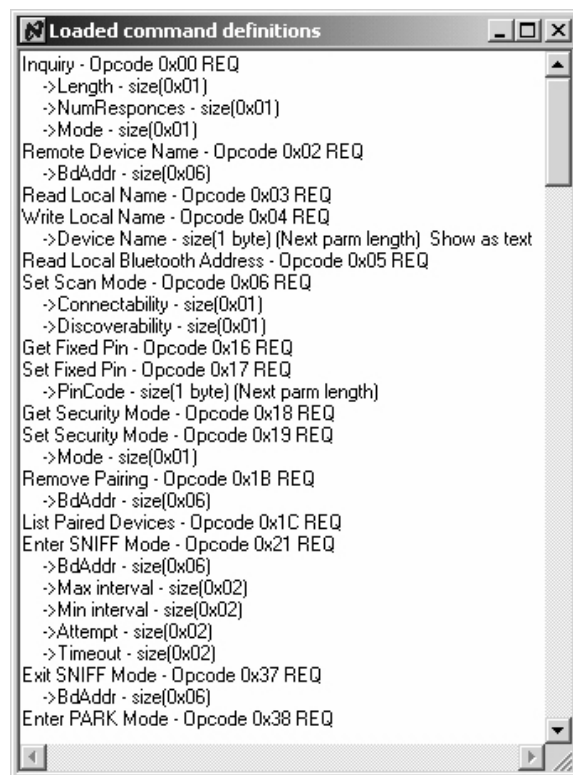 Loaded command definitions
Inquiry - Opcode 0x00 REQ
->Length - size(0x01)
->NumResponces - size(0x01)
->Mode - size(0x01)
Remote Device Name - Opcode 0x02 REQ
->BdAddr - size(0x06)
Read Local Name - Opcode 0x03 REQ
Write Local Name - Opcode 0x04 REQ
->Device Name - size(1 byte) (Next parm length)  Show as text
Read Local Bluetooth Address - Opcode 0x05 REQ
Set Scan Mode - Opcode 0x06 REQ
->Connectability - size(0x01)
->Discoverability - size(0x01)
Get Fixed Pin - Opcode 0x16 REQ
Set Fixed Pin - Opcode 0x17 REQ
->PinCode - size(1 byte) (Next parm length)
Get Security Mode - Opcode 0x18 REQ
Set Security Mode - Opcode 0x19 REQ
->Mode - size(0x01)
Remove Pairing - Opcode 0x1B REQ
->BdAddr - size(0x06)
List Paired Devices - Opcode 0x1C REQ
Enter SNIFF Mode - Opcode 0x21 REQ
->BdAddr - size(0x06)
->Max interval - size(0x02)
->Min interval - size(0x02)
->Attempt - size(0x02)
->Timeout - size(0x02)
Exit SNIFF Mode - Opcode 0x37 REQ
->BdAddr - size(0x06)
Enter PARK Mode - Opcode 0x38 REQ